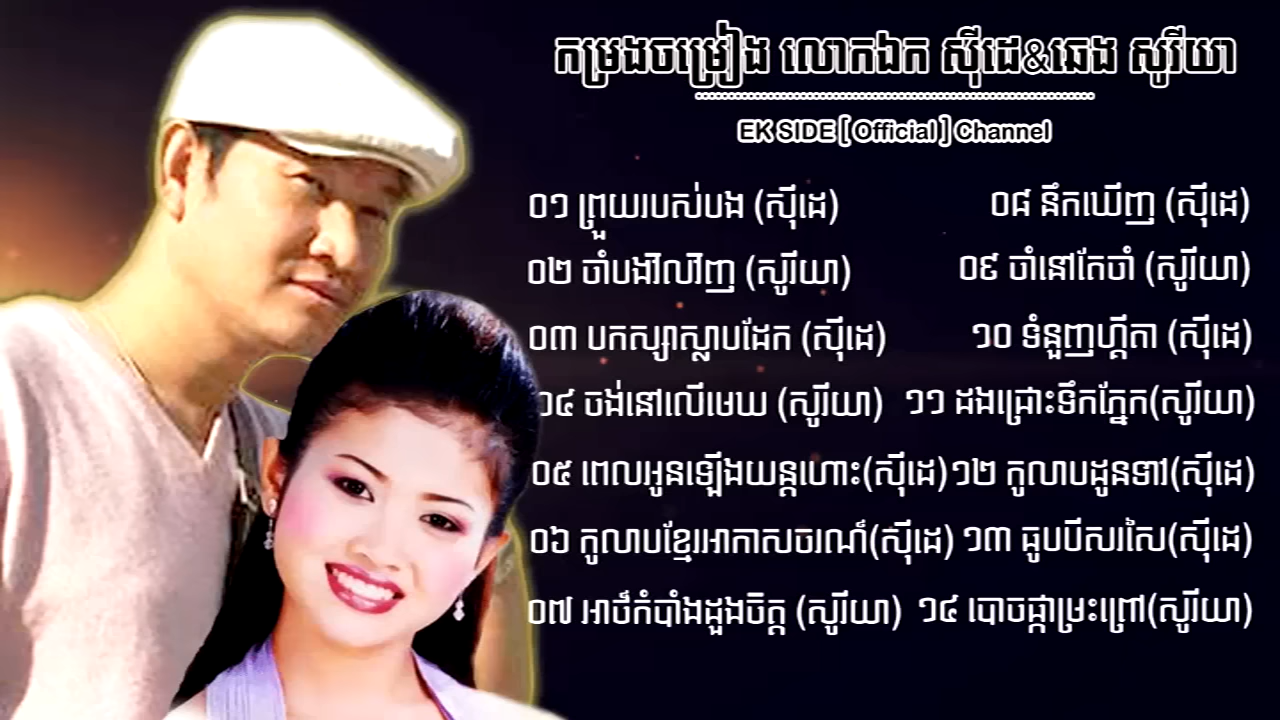 កម្រងចម្រៀង លោកឯក ស៊ីដេ&ឆេង សូរីយា
EK SIDE [ Official ] Channel
០១ ព្រួយរបស់បង (ស៊ីដេ)
០២ ចាំបងវិលវិញ (សូរីយា)
០៣ បកស្សាស្លាបដែក (ស៊ីដេ)
០៤ ចង់នៅលើមេឃ (សូរីយា)
០៥ ពេលអូនឡើងយន្តហោះ(ស៊ីដេ)
០៦ កូលាបខ្មែរអាកាសចរណ៍(ស៊ីដេ)
០៧ អាថ៌កំបាំងដួងចិត្ត (សូរីយា)
០៨ នឹកឃើញ (ស៊ីដេ)
០៩ ចាំនៅតែចាំ (សូរីយា)
១០ ទំនួញហ្គីតា (ស៊ីដេ)
១១ ដងជ្រោះទឹកភ្នែក(សូរីយា)
១២ កូលាបដូនទាវ(ស៊ីដេ)
១៣ ធូបបីសរសៃ(ស៊ីដេ)
១៤ បោចផ្កាម្រះព្រៅ(សូរីយា)